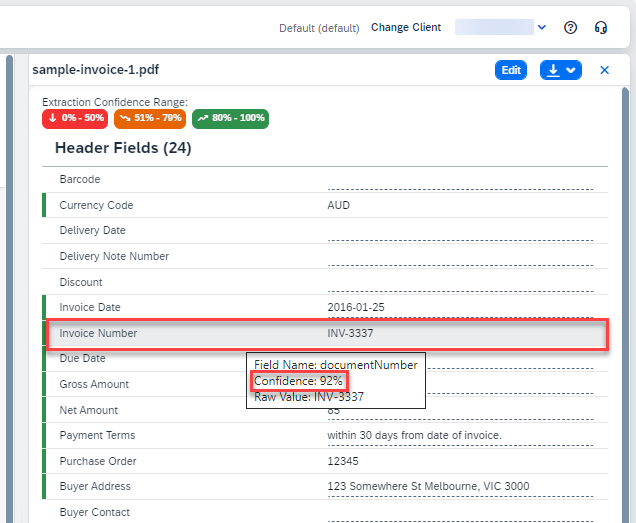 Default (default) Change Client
sample-invoice-1.pdf Edit
Extraction Confidence Range:
0% - 50% 51% - 79% 80% - 100%
Header Fields (24)
Barcode
Currency Code AUD
Delivery Date
Delivery Note Number
Discount
Invoice Date 2016-01-25
Invoice Number INV-3337
Due Date
Field Name: documentNumber
Gross Amount
Confidence: 92%
Raw Value: INV-3337
Net Amount 85
Payment Terms within 30 days from date of invoice.
Purchase Order 12345
Buyer Address 123 Somewhere St Melbourne, VIC 3000
Buyer Contact